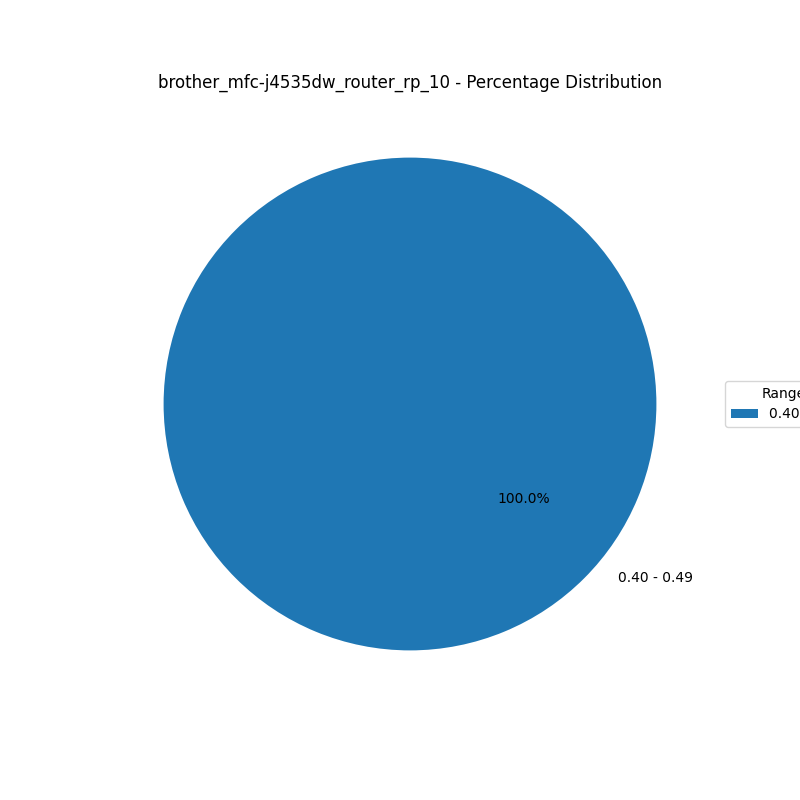 brother_mfc-j4535dw_router_rp_10 - Percentage Distribution
Range
0.40
100.0%
0.40 - 0.49